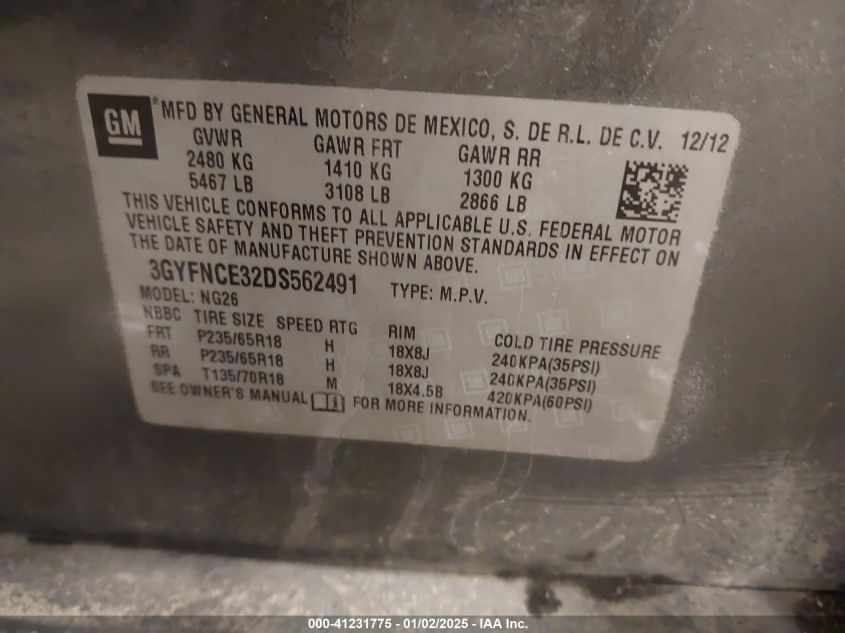 GM
® MFD BY GENERAL MOTORS DE MEXICO, S. DE R.L. DE C.V. 12/12
GVWR GAWR FRT GAWR RR
2480 KG 1410 KG 1300 KG
5467 LB 3108 LB 2866 LB
THIS VEHICLE CONFORMS TO ALL APPLICABLE U.S. FEDERAL MOTOR
VEHICLE SAFETY AND THEFT PREVENTION STANDARDS IN EFFECT ON
THE DATE OF MANUFACTURE SHOWN ABOVE.
3GYFNCE32DS562491 TYPE: M.P.V.
MODEL: NG26
NBBC TIRE SIZE SPEED RTG RIM COLD TIRE PRESSURE
FRT P235/65R18 H 18X8J 240KPA(35PSI)
RR P235/65R18 H 18X8J 240KPA(35PSI)
SPA T135/70R18 M 18X4.5B 420KPA(60PSI)
SEE OWNER'S MANUAL FOR MORE INFORMATION.
000-41231775 - 01/02/2025 - IAA Inc.